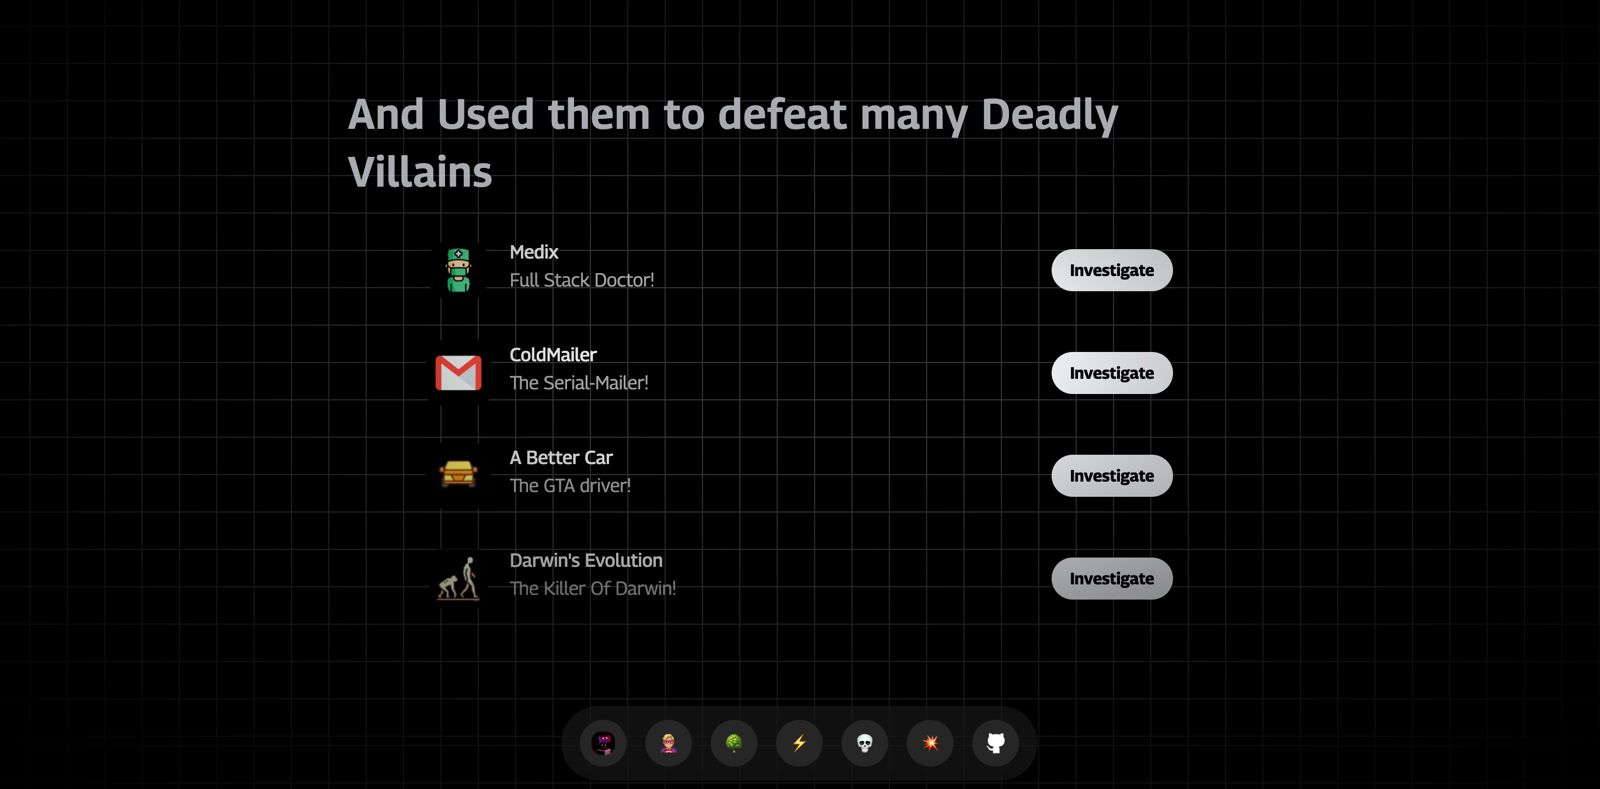 And Used them to defeat many Deadly
Villains
Medix
Full Stack Doctor!
Investigate
ColdMailer
The Serial-Mailer!
Investigate
A Better Car
The GTA driver!
Investigate
Darwin's Evolution
The Killer Of Darwin!
Investigate